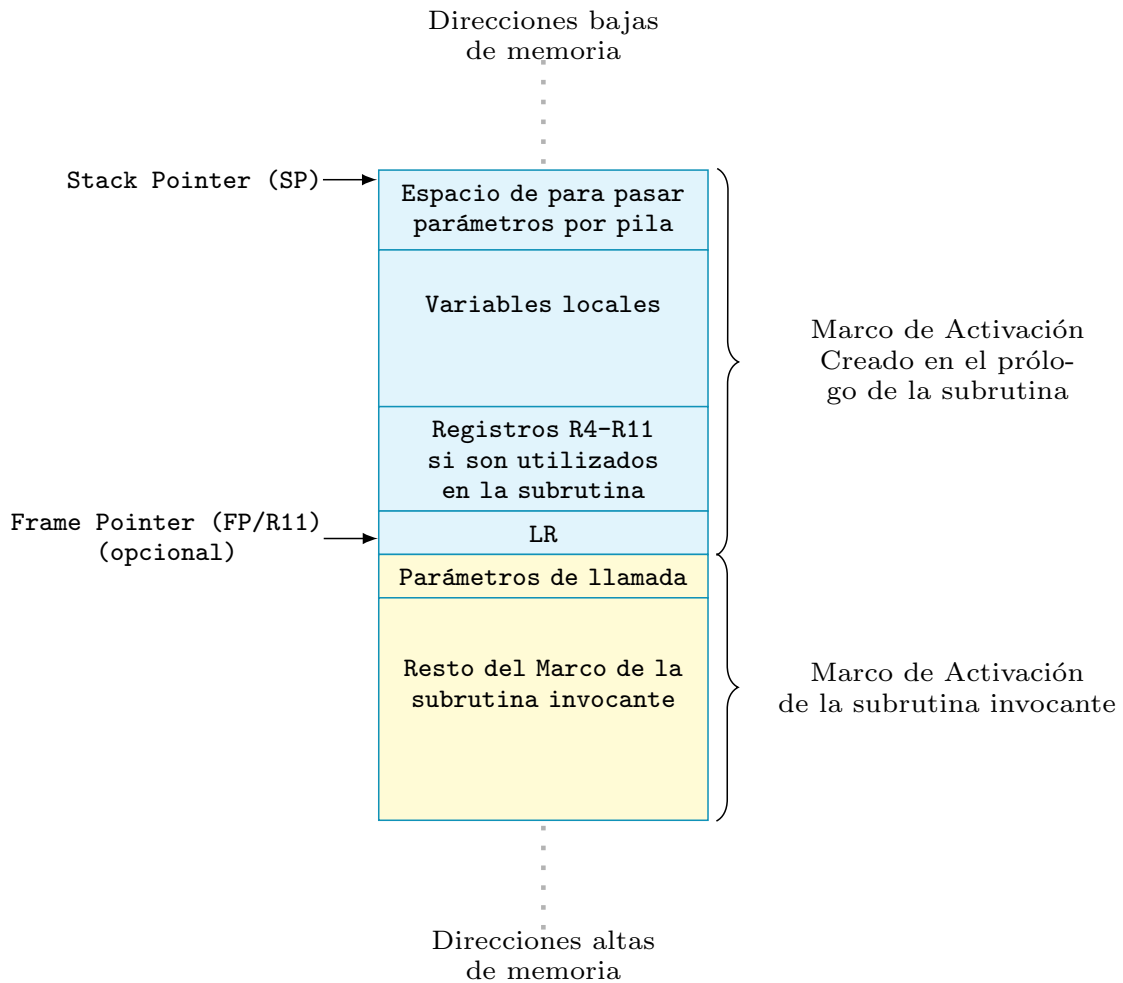 Direcciones bajas
de memoria
Stack Pointer (SP)
Espacio de para pasar
parámetros por pila
Variables locales
Marco de Activación
Creado en el prólo-
go de la subrutina
Registros R4-R11
si son utilizados
en la subrutina
Frame Pointer (FP/R11)
(opcional)
LR
Parámetros de llamada
Resto del Marco de la
subrutina invocante
Marco de Activación
de la subrutina invocante
Direcciones altas
de memoria